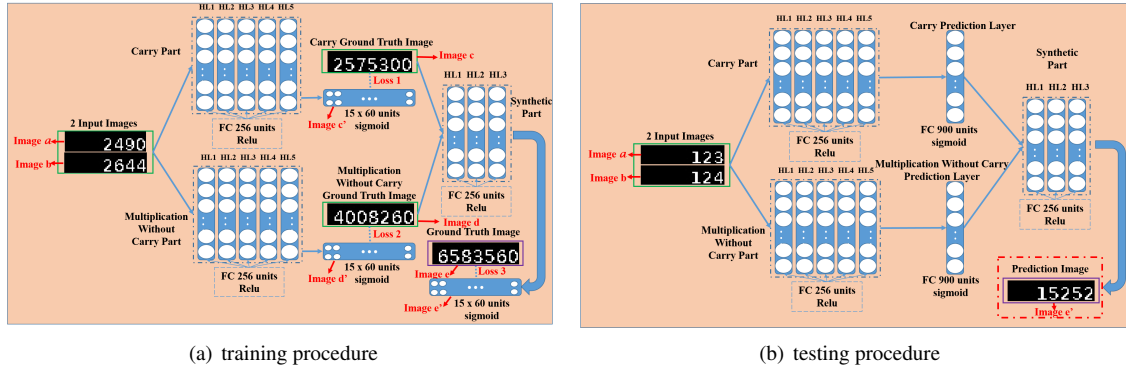 HL1 HL2 HL3 HL4 HL5
Carry Part
FC 256 units
Relu
2 Input Images
Image a
2490
Image b
2644
HL1 HL2 HL3 HL4 HL5
Multiplication
Without
Carry Part
FC 256 units
Relu
Carry Ground Truth Image
Image c
2575300
Loss 1
Image c'
15 x 60 units
sigmoid
Multiplication
Without Carry
Ground Truth Image
4008260
Image d
Loss 2
Image d'
15 x 60 units
sigmoid
HL1 HL2 HL3
Synthetic
Part
FC 256 units
Relu
Ground Truth Image
6583560
Image e
Loss 3
Image e'
15 x 60 units
sigmoid
(a) training procedure
HL1 HL2 HL3 HL4 HL5
Carry Part
FC 256 units
Relu
2 Input Images
Image a
123
Image b
124
HL1 HL2 HL3 HL4 HL5
Multiplication
Without
Carry Part
FC 256 units
Relu
Carry Prediction Layer
FC 900 units
sigmoid
Multiplication Without Carry
Prediction Layer
FC 900 units
sigmoid
Synthetic
Part
HL1 HL2 HL3
FC 256 units
Relu
Prediction Image
15252
Image e'
(b) testing procedure